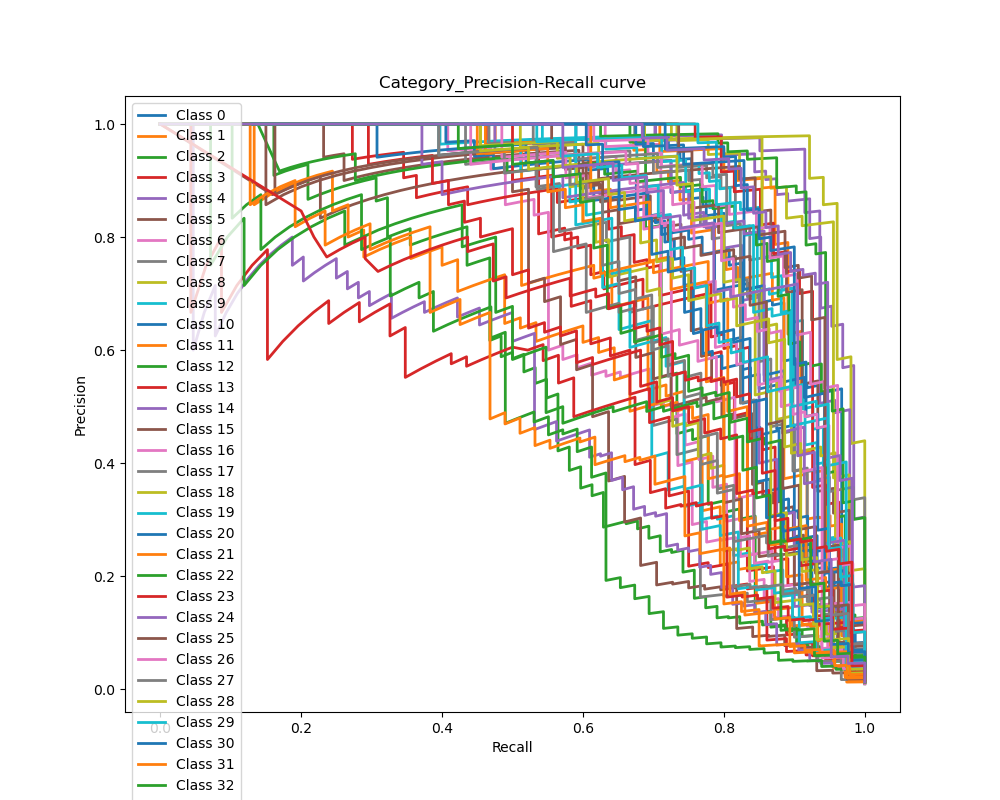 Category_Precision-Recall curve
Precision
1.0
0.8
0.6
0.4
0.2
0.0
Class 0
Class 1
Class 2
Class 3
Class 4
Class 5
Class 6
Class 7
Class 8
Class 9
Class 10
Class 11
Class 12
Class 13
Class 14
Class 15
Class 16
Class 17
Class 18
Class 19
Class 20
Class 21
Class 22
Class 23
Class 24
Class 25
Class 26
Class 27
Class 28
Class 29
Class 30
Class 31
Class 32
0.0 0.2 0.4 0.6 0.8 1.0
Recall